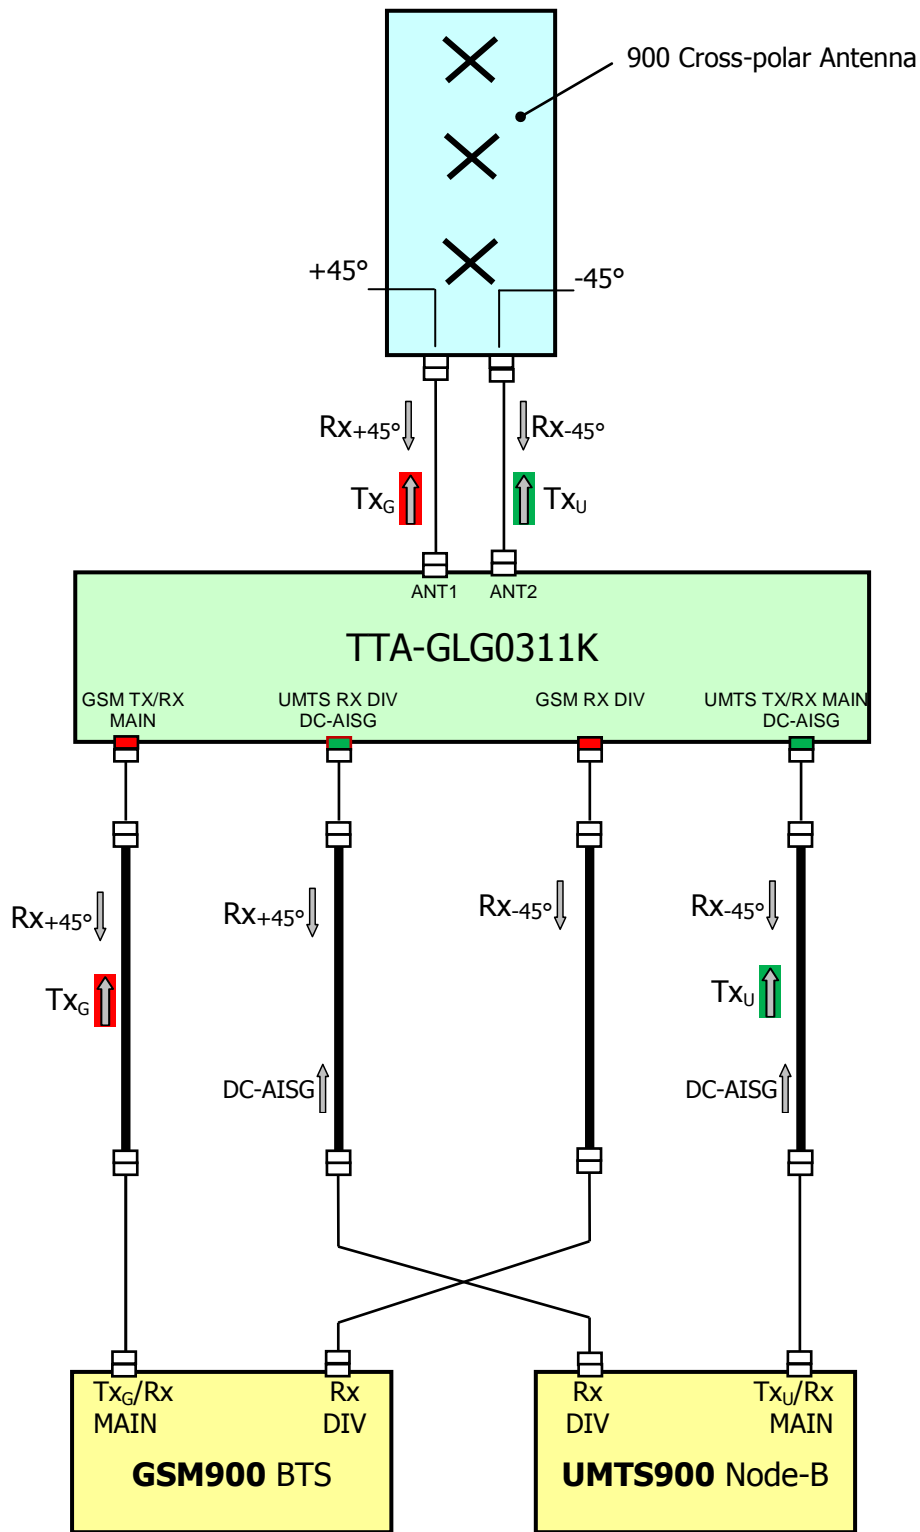 900 Cross-polar Antenna
+45°
-45°
Rx+45°
Rx-45°
TxG
TxU
ANT1
ANT2
TTA-GLG0311K
GSM TX/RX
MAIN
UMTS RX DIV
DC-AISG
GSM RX DIV
UMTS TX/RX MAIN
DC-AISG
Rx+45°
Rx+45°
Rx-45°
Rx-45°
TxG
TxU
DC-AISG
DC-AISG
TxG/Rx
MAIN
Rx
DIV
GSM900 BTS
Rx
DIV
TxU/Rx
MAIN
UMTS900 Node-B